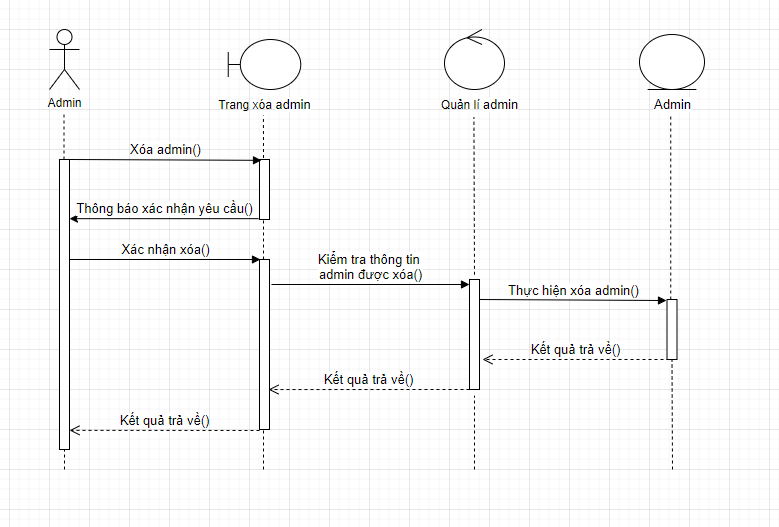 Admin
Trang xóa admin
Quản lí admin
Admin
Xóa admin()
Thông báo xác nhận yêu cầu()
Xác nhận xóa()
Kiểm tra thông tin
admin được xóa()
Thực hiện xóa admin()
Kết quả trả về()
Kết quả trả về()
Kết quả trả về()